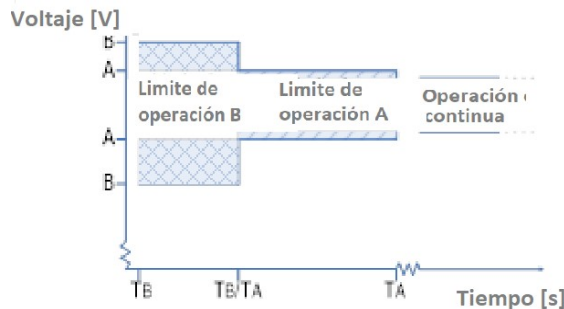 Voltaje [V]
B
A
Limite de
operación B
Limite de
operación A
Operación
continua
A
B
TB
TB/TA
TA
Tiempo [s]